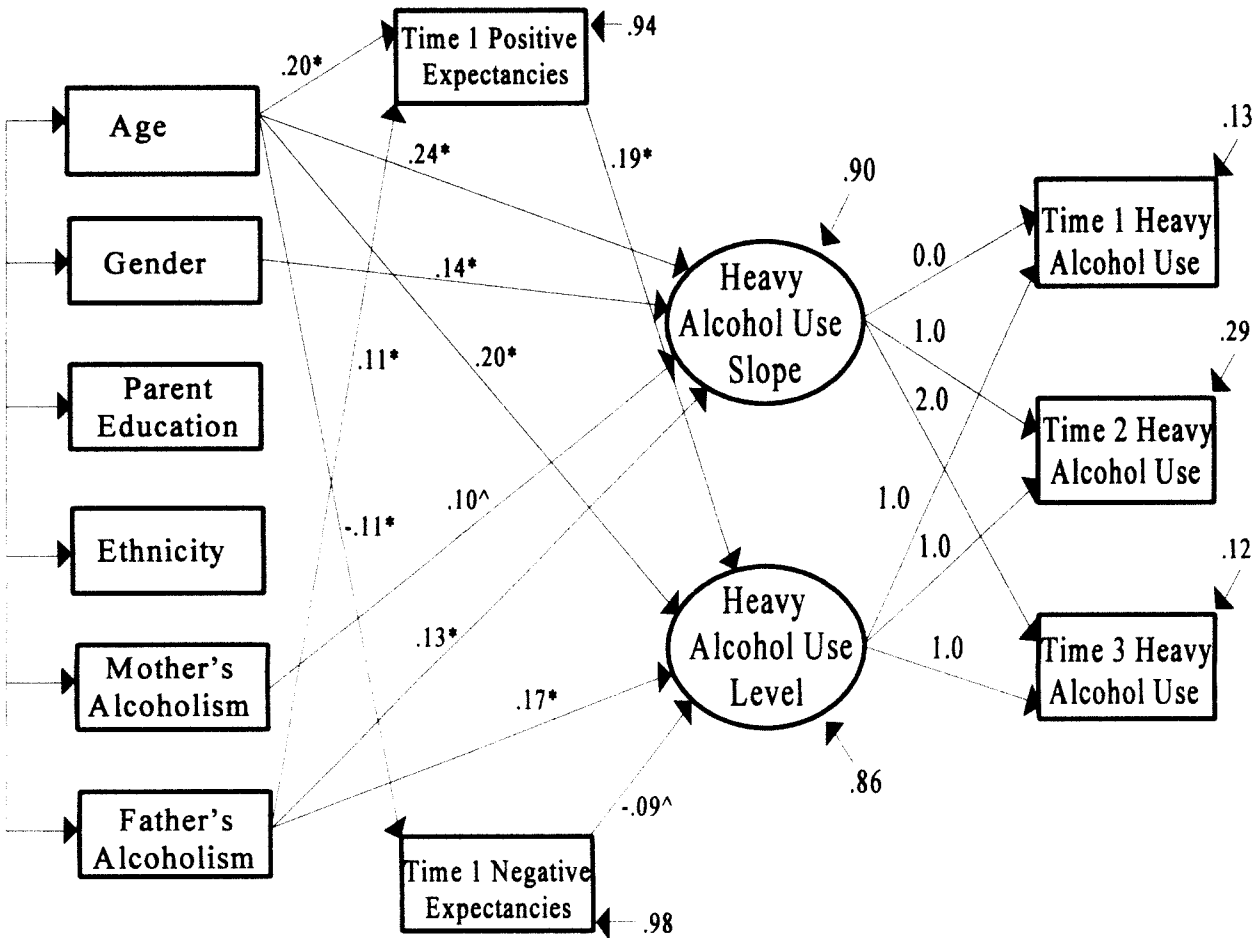 Time 1 Positive
Expectancies
.94
.20*
Age
.24*
.19*
.13
.90
Time 1 Heavy
Alcohol Use
Gender
.14*
Heavy
Alcohol Use
Slope
0.0
1.0
.29
.11*
.20*
2.0
Parent
Education
Time 2 Heavy
Alcohol Use
.10^
1.0
-.11*
1.0
Ethnicity
.12
Heavy
Alcohol Use
Level
.13*
1.0
Time 3 Heavy
Alcohol Use
Mother's
Alcoholism
.17*
.86
-.09^
Father's
Alcoholism
Time 1 Negative
Expectancies
.98